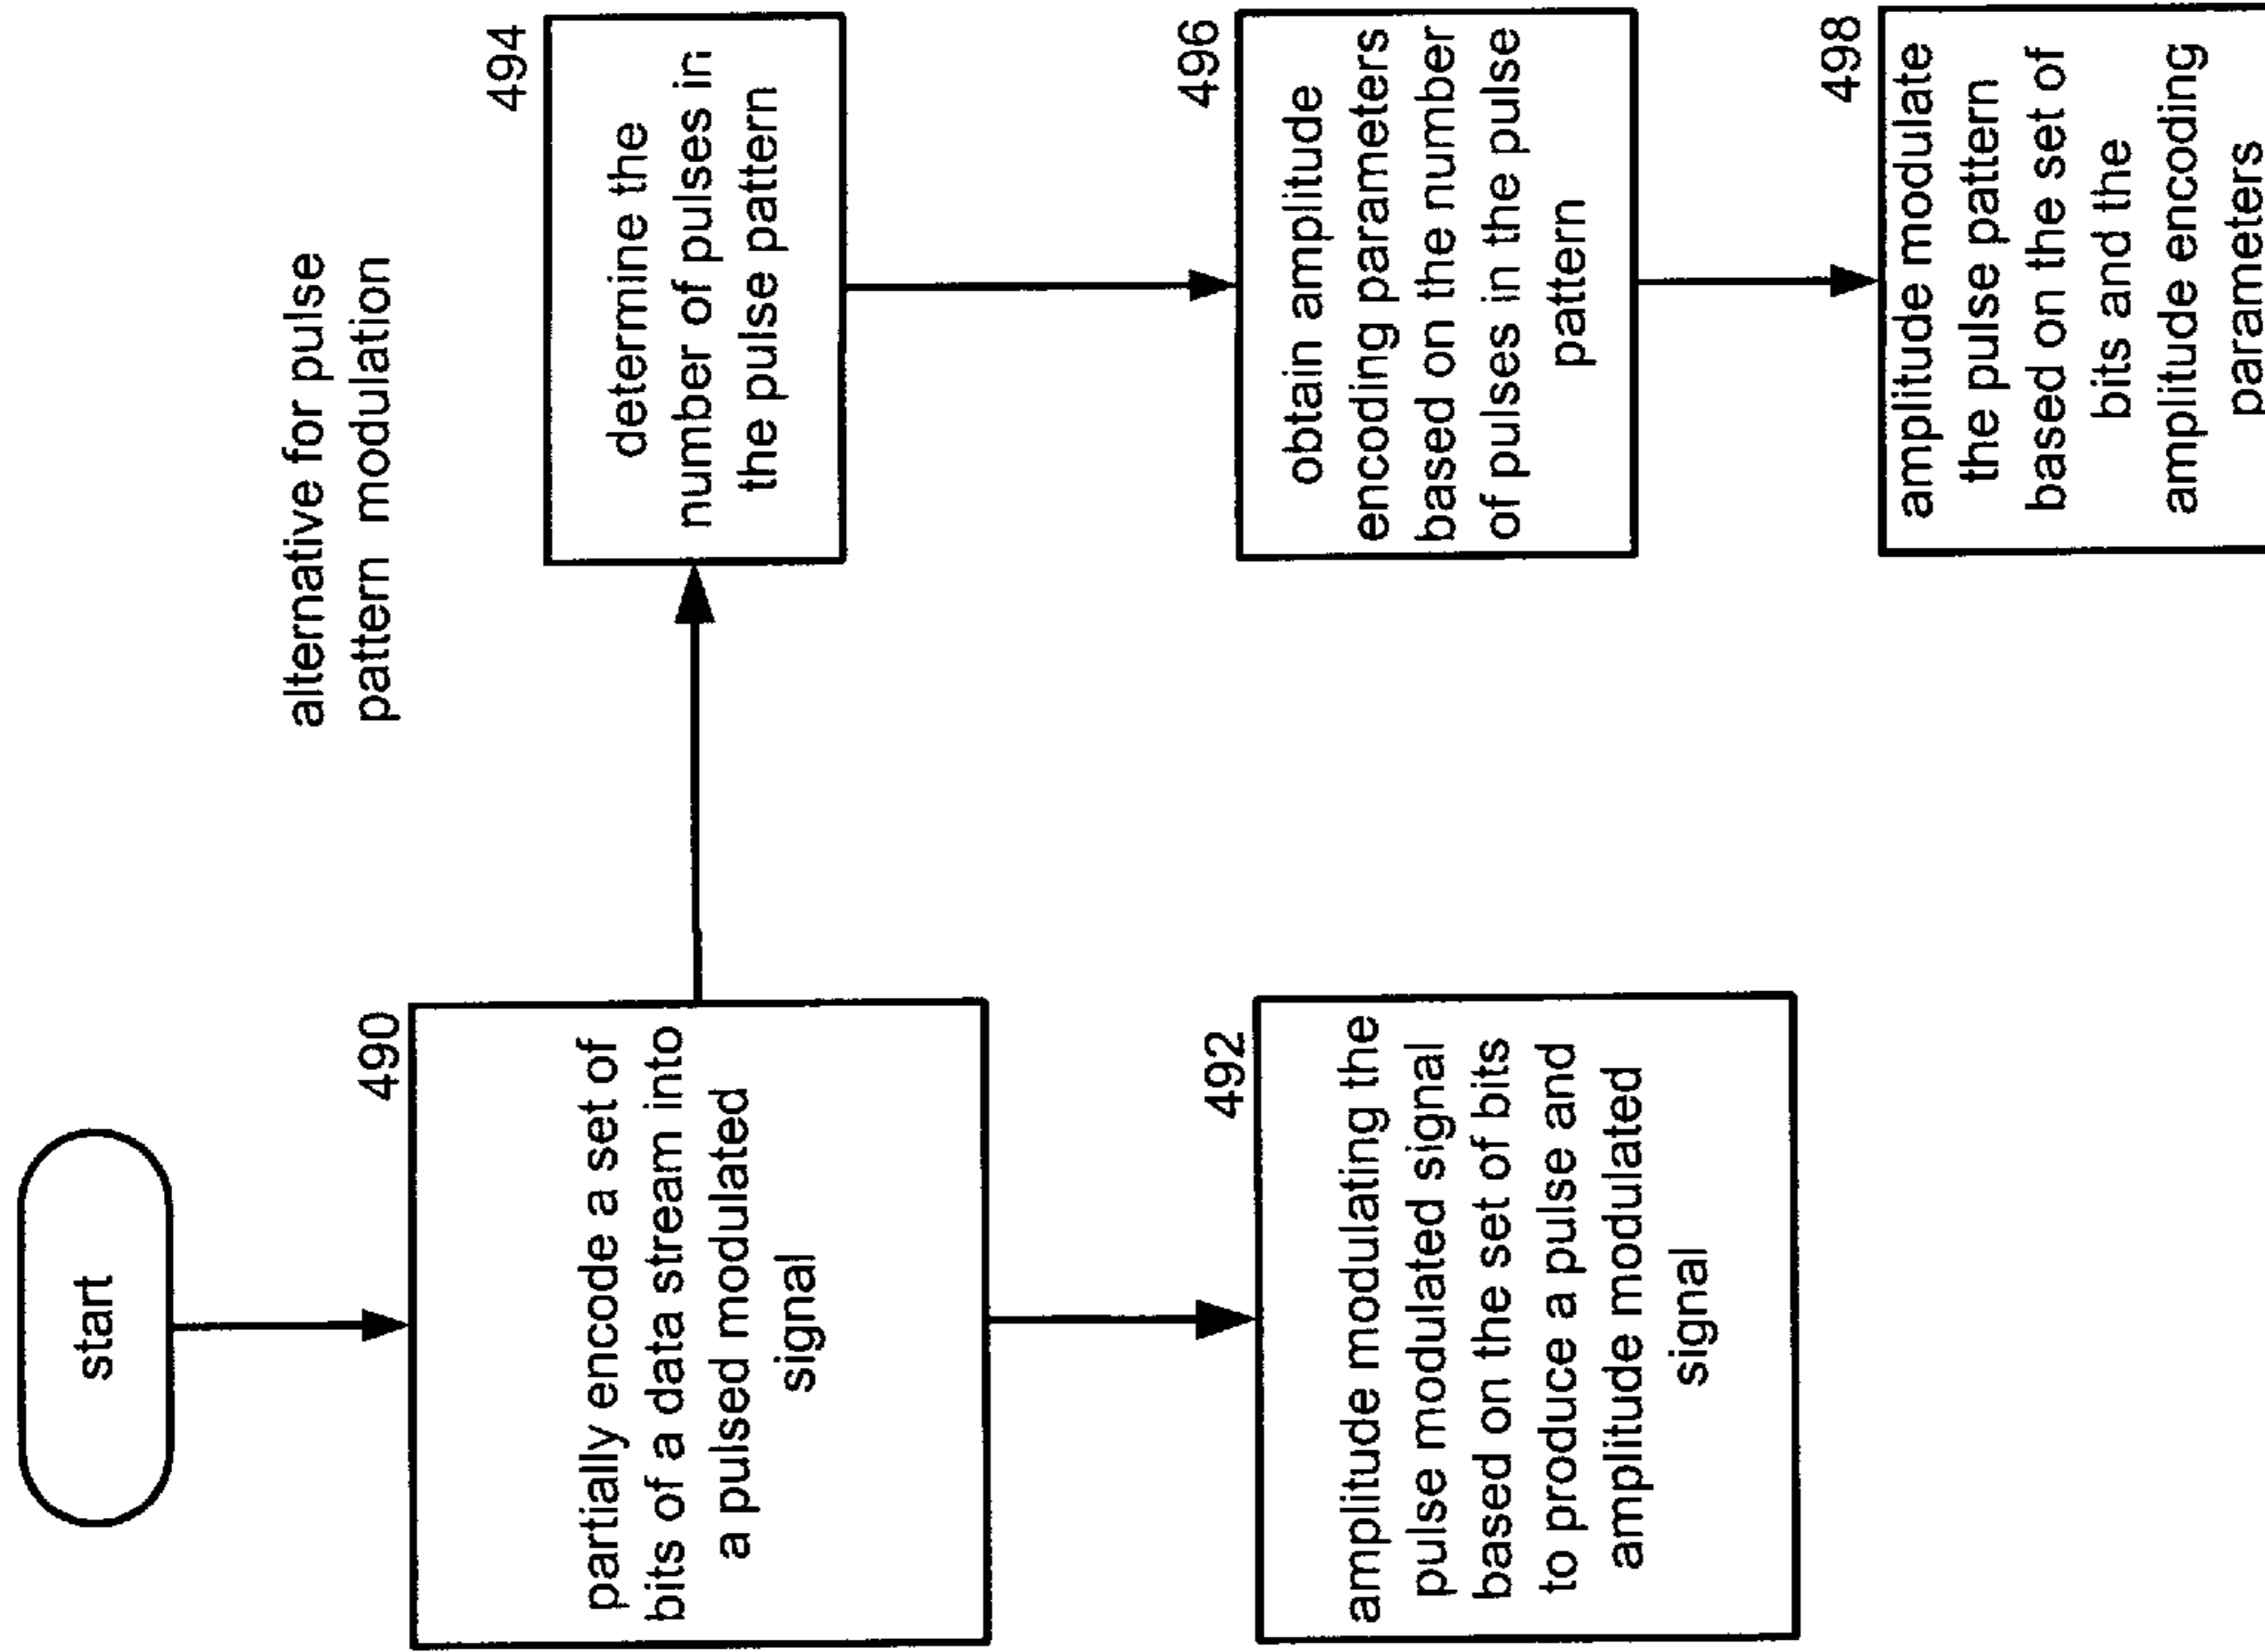 start
490
partially encode a set of
bits of a data stream into
a pulsed modulated
signal
492
amplitude modulating the
pulse modulated signal
based on the set of bits
to produce a pulse and
amplitude modulated
signal
alternative for pulse
pattern modulation
494
determine the
number of pulses in
the pulse pattern
496
obtain amplitude
encoding parameters
based on the number
of pulses in the pulse
pattern
498
amplitude modulate
the pulse pattern
based on the set of
bits and the
amplitude encoding
parameters